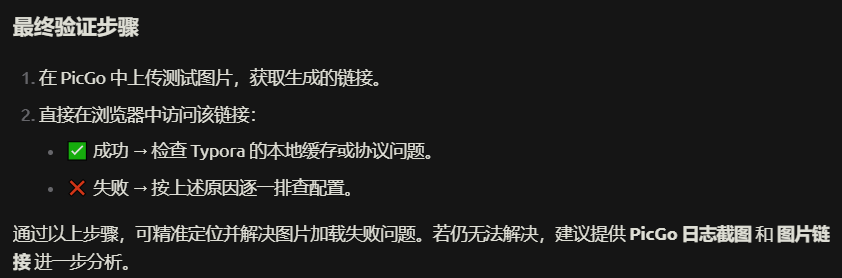 最终验证步骤
1. 在 PicGo 中上传测试图片，获取生成的链接。
2. 直接在浏览器中访问该链接：
• ✅ 成功 → 检查 Typora 的本地缓存或协议问题。
• ❌ 失败 → 按上述原因逐一排查配置。
通过以上步骤，可精准定位并解决图片加载失败问题。若仍无法解决，建议提供 PicGo 日志截图 和 图片链
接 进一步分析。